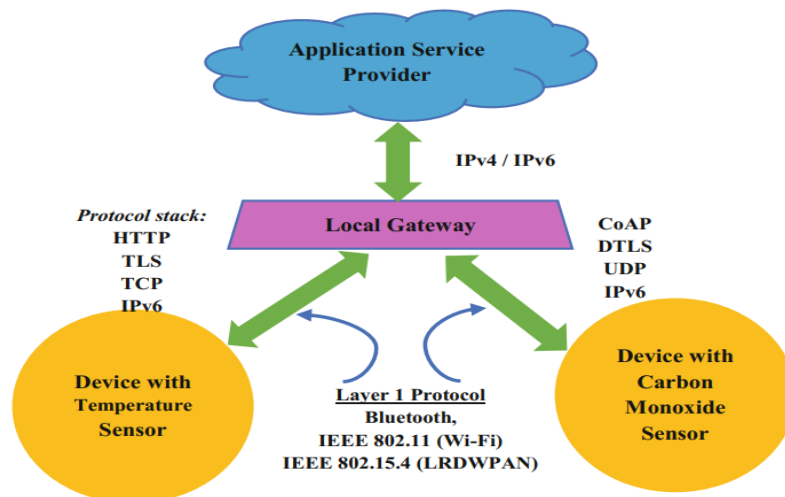 Application Service
Provider
IPv4 / IPv6
Local Gateway
Protocol stack:
HTTP
TLS
TCP
IPv6
CoAP
DTLS
UDP
IPv6
Device with
Temperature
Sensor
Layer 1 Protocol
Bluetooth,
IEEE 802.11 (Wi-Fi)
IEEE 802.15.4 (LRDWPAN)
Device with
Carbon
Monoxide
Sensor